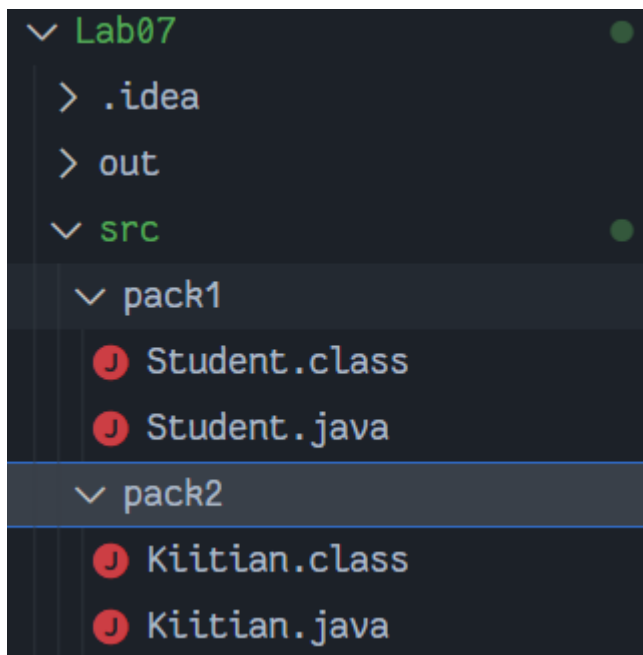 Lab07
.idea
out
src
pack1
J Student.class
J Student.java
pack2
J Kiitian.class
J Kiitian.java